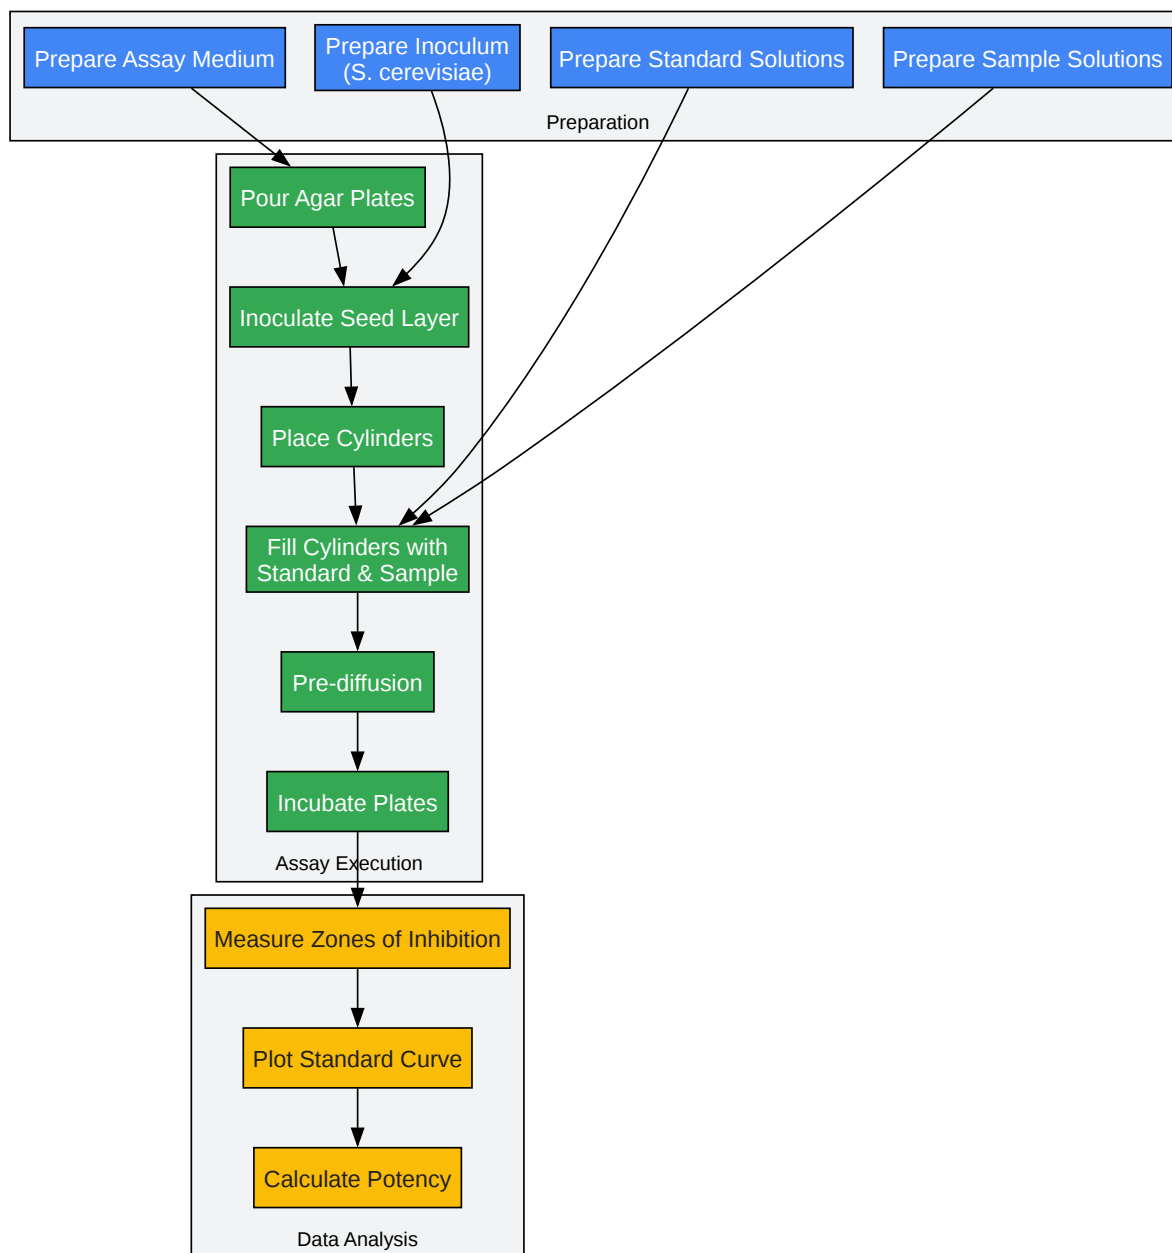 Prepare Assay Medium
Prepare Inoculum
(S. cerevisiae)
Prepare Standard Solutions
Prepare Sample Solutions
Preparation
Pour Agar Plates
Inoculate Seed Layer
Place Cylinders
Fill Cylinders with
Standard & Sample
Pre-diffusion
Incubate Plates
Assay Execution
Measure Zones of Inhibition
Plot Standard Curve
Calculate Potency
Data Analysis